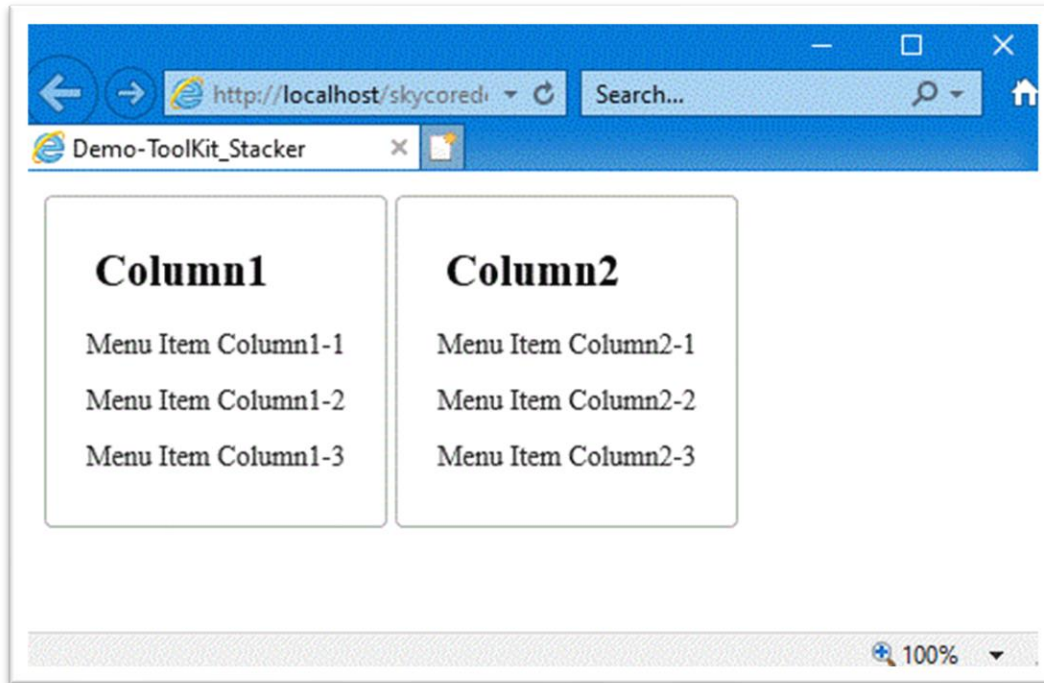 http://localhost/skycored
Search...
Demo-ToolKit_Stacker
Column1
Menu Item Column1-1
Menu Item Column1-2
Menu Item Column1-3
Column2
Menu Item Column2-1
Menu Item Column2-2
Menu Item Column2-3
100%